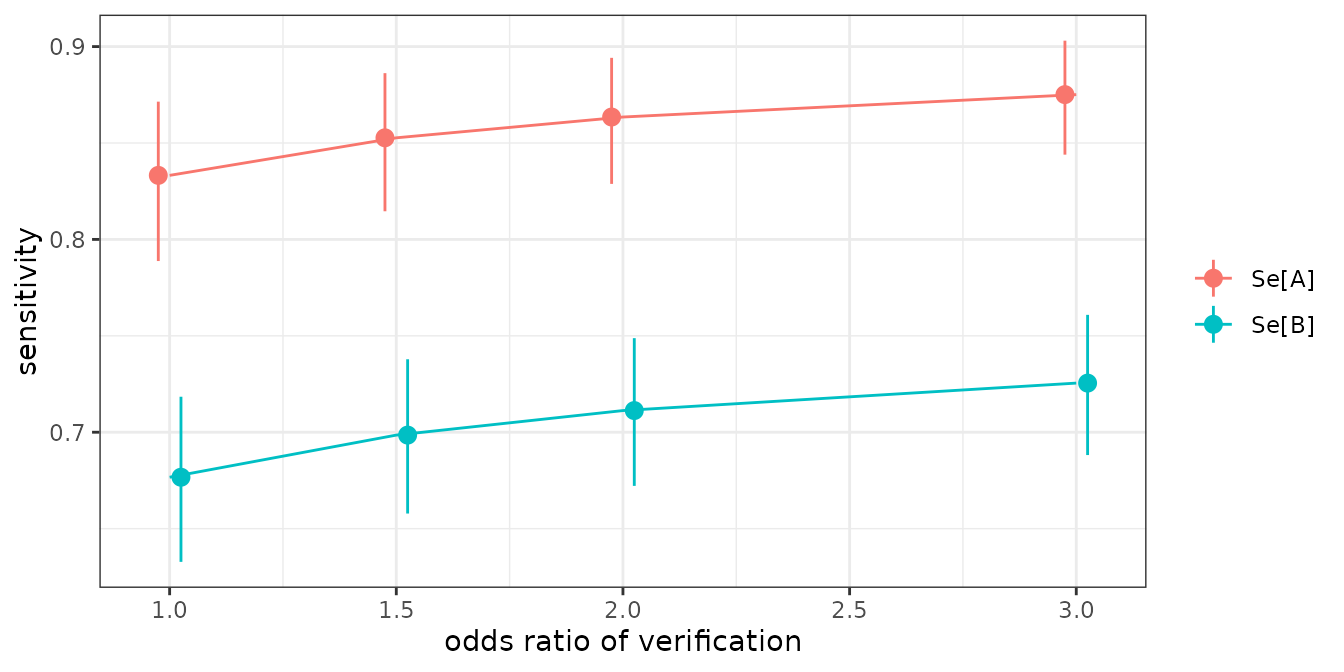 0.9
0.8
0.7
sensitivity
1.0 1.5 2.0 2.5 3.0
odds ratio of verification
Se[A]
Se[B]